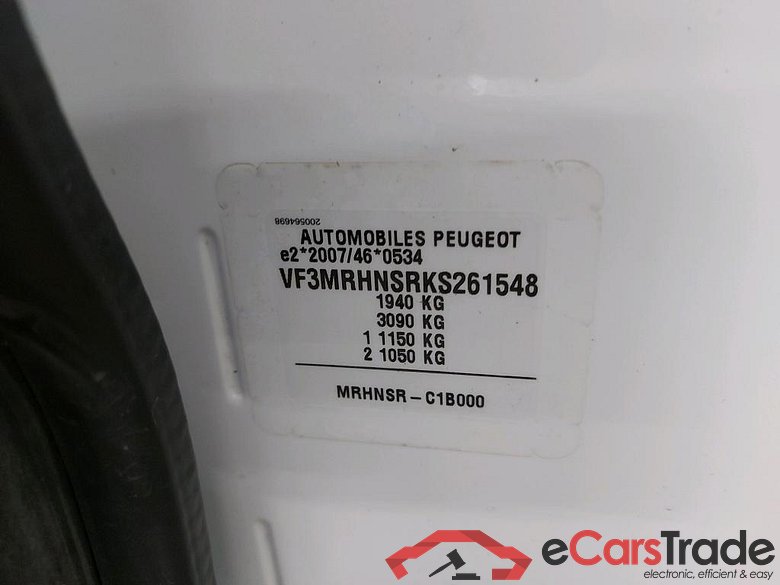 200564698
AUTOMOBILES PEUGEOT
e2*2007/46*0534
VF3MRHNSRKS261548
1940 KG
3090 KG
1 1150 KG
2 1050 KG
MRHNSR – C1B000
eCarsTrade
electronic, efficient & easy